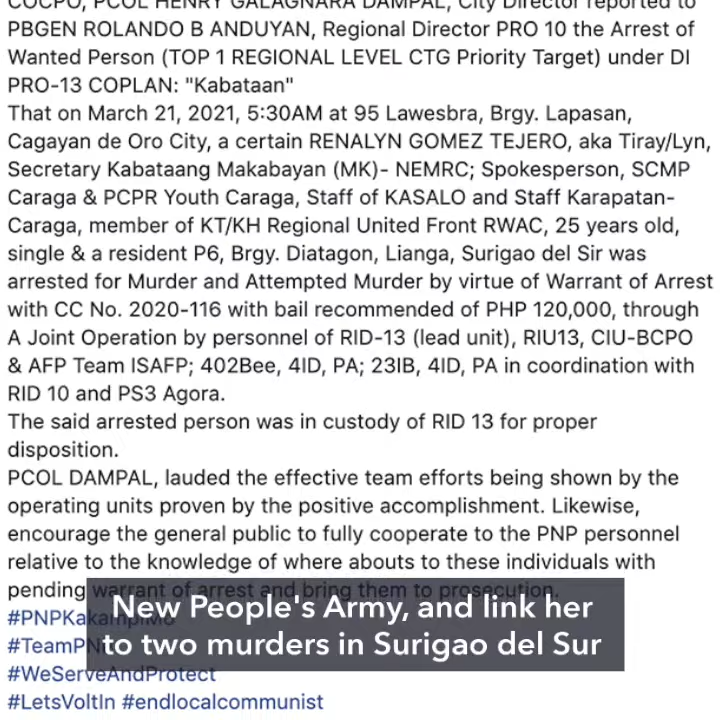 COCPO, PCOL HENRY GALAGNARA DAMPAL, City Director reported to
PBGEN ROLANDO B ANDUYAN, Regional Director PRO 10 the Arrest of
Wanted Person (TOP 1 REGIONAL LEVEL CTG Priority Target) under DI
PRO-13 COPLAN: "Kabataan"
That on March 21, 2021, 5:30AM at 95 Lawesbra, Brgy. Lapasan,
Cagayan de Oro City, a certain RENALYN GOMEZ TEJERO, aka Tiray/Lyn,
Secretary Kabataang Makabayan (MK)- NEMRC; Spokesperson, SCMP
Caraga & PCPR Youth Caraga, Staff of KASALO and Staff Karapatan-
Caraga, member of KT/KH Regional United Front RWAC, 25 years old,
single & a resident P6, Brgy. Diatagon, Lianga, Surigao del Sir was
arrested for Murder and Attempted Murder by virtue of Warrant of Arrest
with CC No. 2020-116 with bail recommended of PHP 120,000, through
A Joint Operation by personnel of RID-13 (lead unit), RIU13, CIU-BCPO
& AFP Team ISAFP; 402Bee, 4ID, PA; 23IB, 4ID, PA in coordination with
RID 10 and PS3 Agora.
The said arrested person was in custody of RID 13 for proper
disposition.
PCOL DAMPAL, lauded the effective team efforts being shown by the
operating units proven by the positive accomplishment. Likewise,
encourage the general public to fully cooperate to the PNP personnel
relative to the knowledge of where abouts to these individuals with
pending warrant of arrest and bring them to prosecution.
#PNPKakampiMo
New People's Army, and link her
to two murders in Surigao del Sur
#WeServeAndProtect
#LetsVoltIn #endlocalcommunist